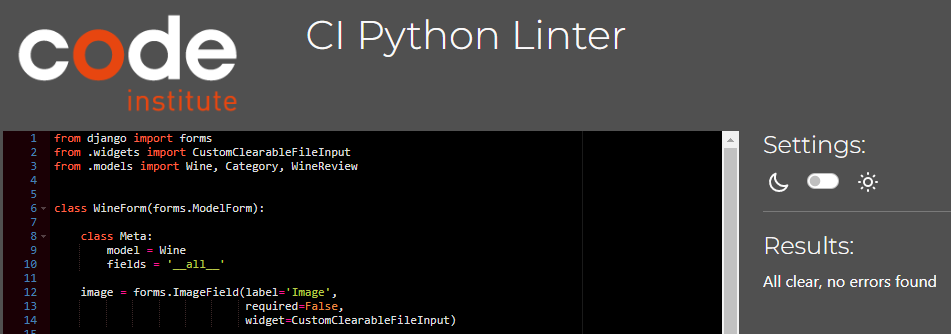 code
institute
CI Python Linter
1 from django import forms
2 from .widgets import CustomClearableFileInput
3 from .models import Wine, Category, WineReview
4
5
6 class WineForm(forms.ModelForm):
7
8     class Meta:
9         model = Wine
10         fields = '__all__'
11
12     image = forms.ImageField(label='Image',
13                              required=False,
14                              widget=CustomClearableFileInput)
15
Settings:
Results:
All clear, no errors found